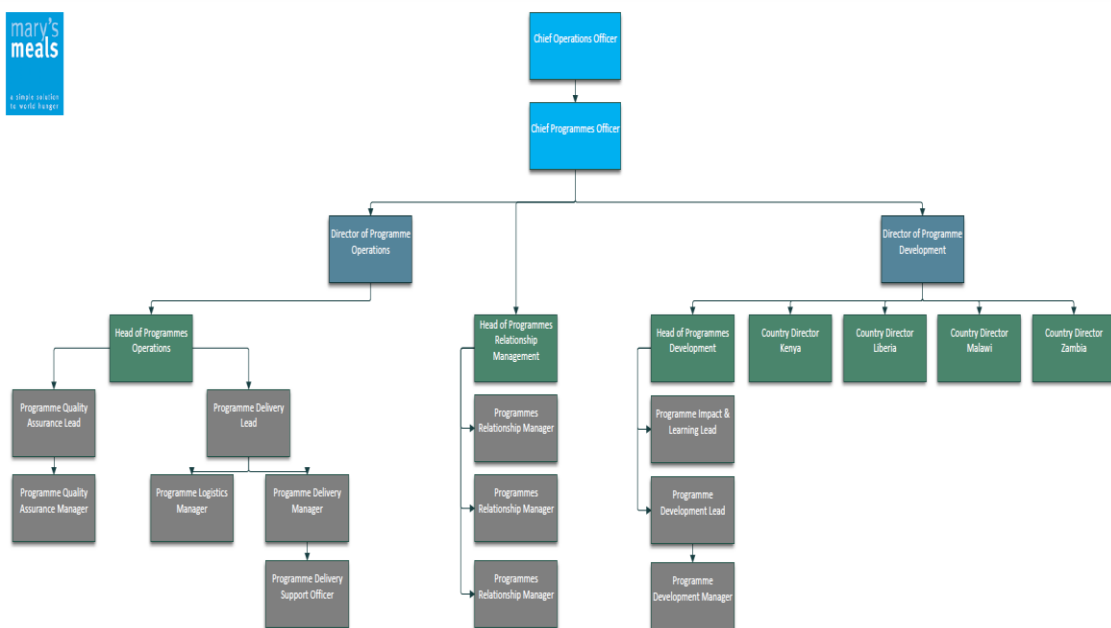 mary's
meals
a simple solution
to world hunger
Chief Operations Officer
Chief Programmes Officer
Director of Programme
Operations
Director of Programme
Development
Head of Programmes
Operations
Head of Programmes
Relationship
Management
Head of Programmes
Development
Country Director
Kenya
Country Director
Liberia
Country Director
Malawi
Country Director
Zambia
Programme Quality
Assurance Lead
Programme Delivery
Lead
Programmes
Relationship Manager
Programme Impact &
Learning Lead
Programme Quality
Assurance Manager
Programme Logistics
Manager
Progamme Delivery
Manager
Programmes
Relationship Manager
Programme
Development Lead
Programme Delivery
Support Officer
Programmes
Relationship Manager
Programme
Development Manager